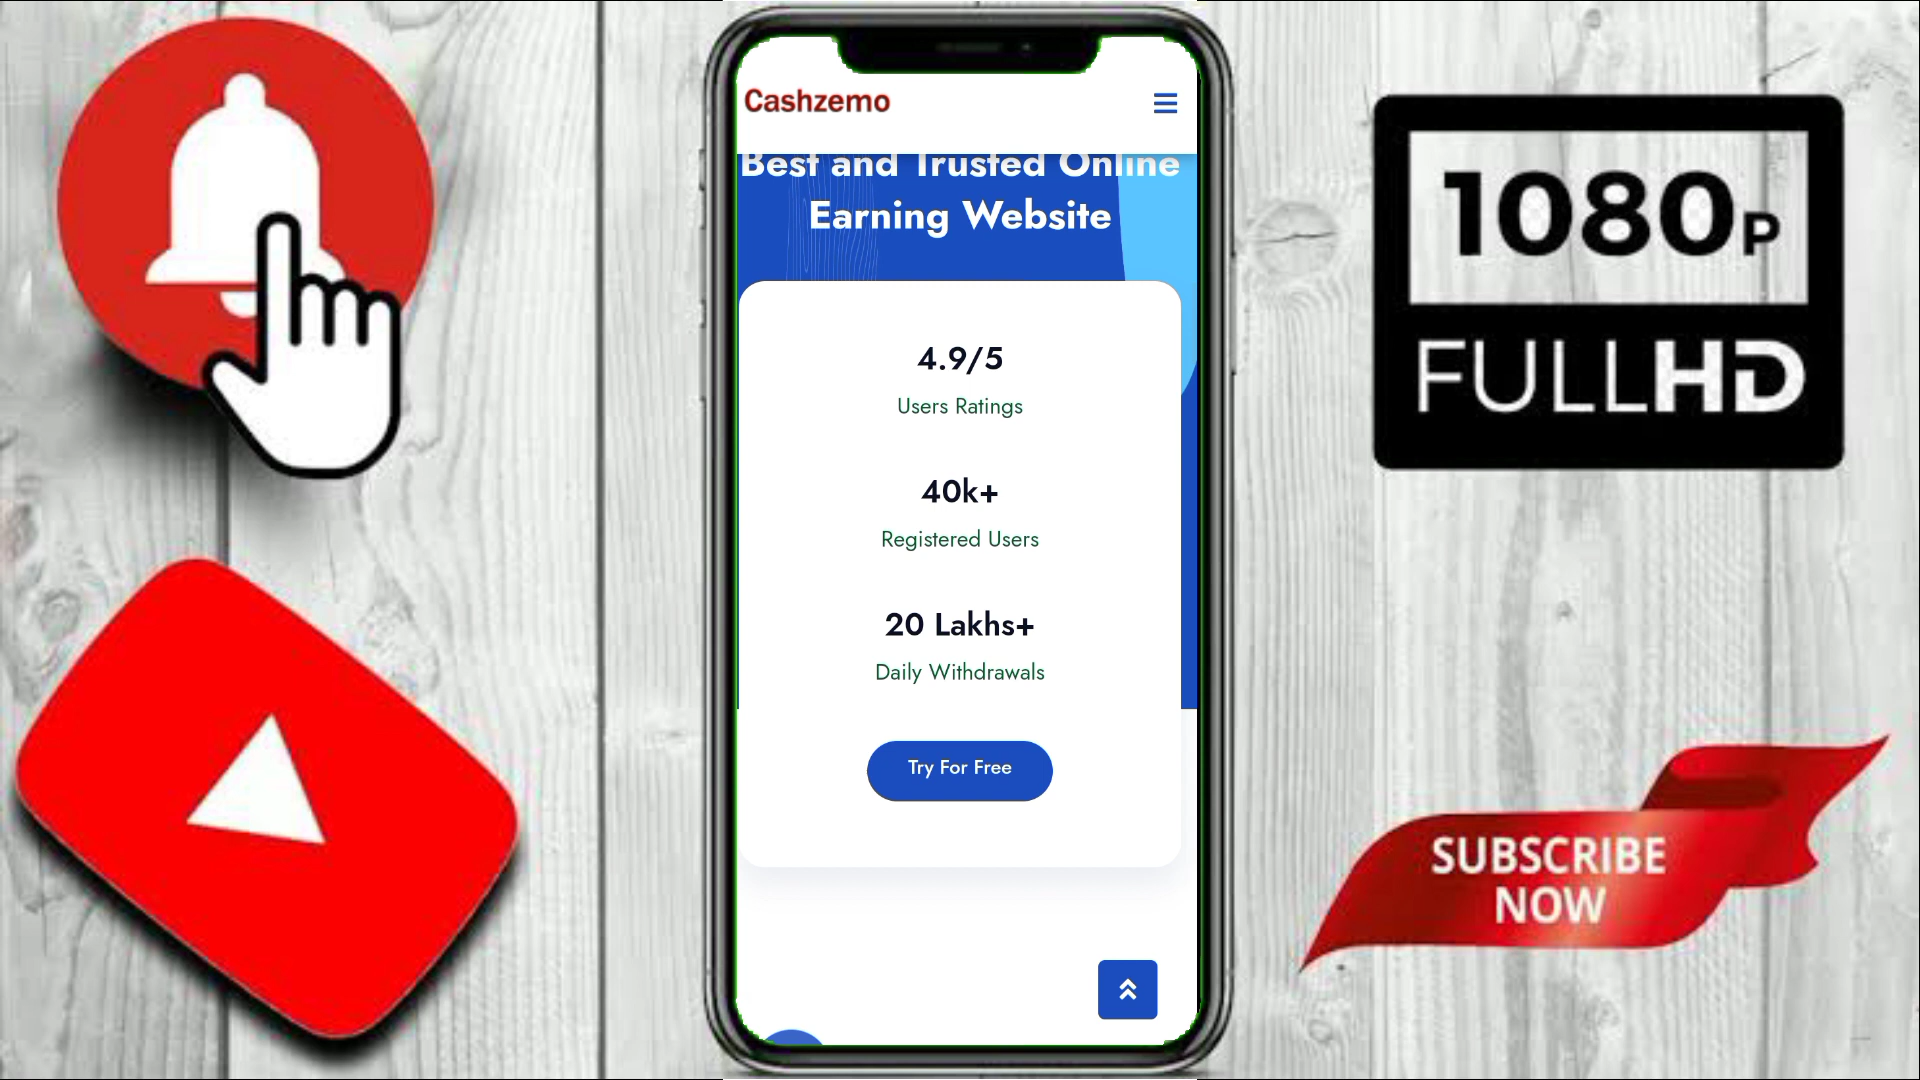 Cashzemo
Best and Trusted Online
Earning Website
4.9/5
Users Ratings
40k+
Registered Users
20 Lakhs+
Daily Withdrawals
Try For Free
1080P
FULLHD
SUBSCRIBE
NOW